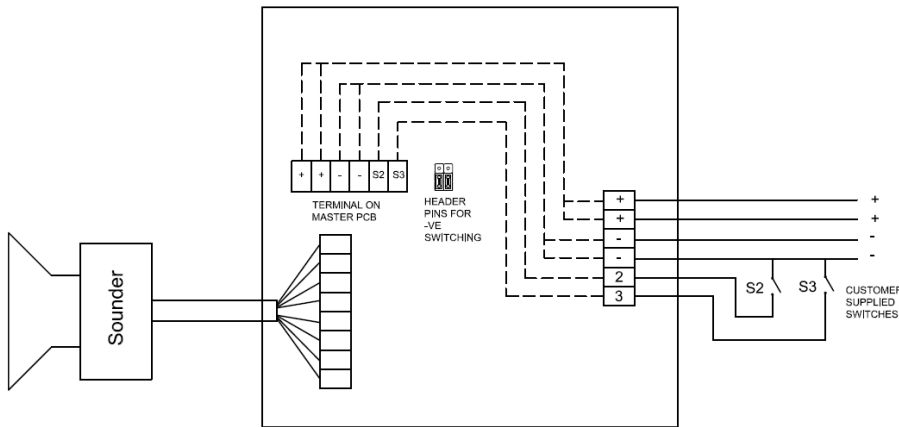 + + - - S2 S3
TERMINAL ON
MASTER PCB
HEADER
PINS FOR
-VE
SWITCHING
Sounder
+
+
-
-
2
3
+
+
-
-
S2
S3
CUSTOMER
SUPPLIED
SWITCHES